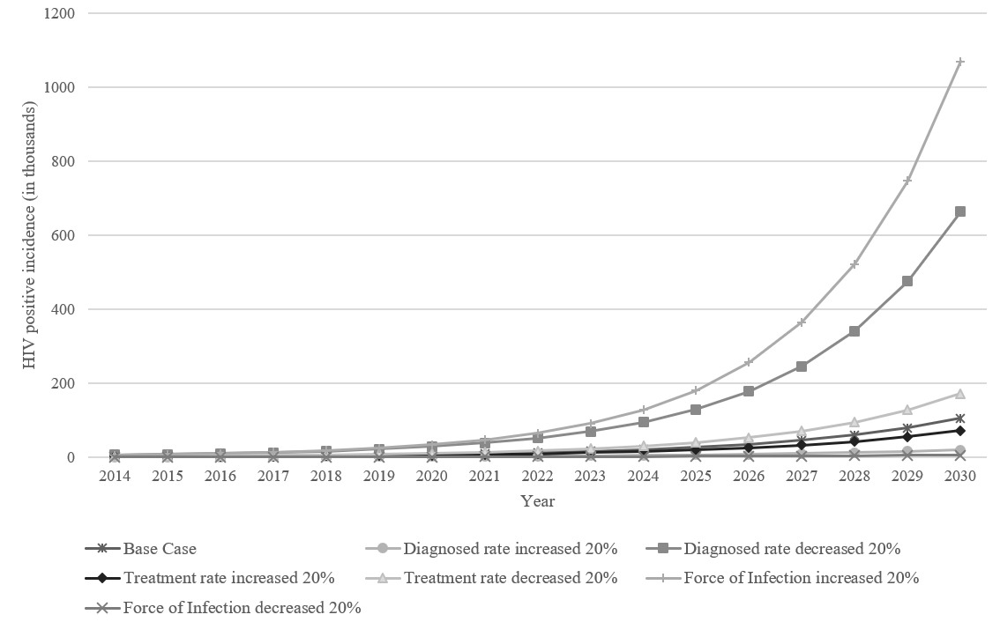 1200
1000
800
600
400
200
0
HIV positive incidence (in thousands)
2014 2015 2016 2017 2018 2019 2020 2021 2022 2023 2024 2025 2026 2027 2028 2029 2030
Year
Base Case Diagnosed rate increased 20% Diagnosed rate decreased 20%
Treatment rate increased 20% Treatment rate decreased 20% Force of Infection increased 20%
Force of Infection decreased 20%